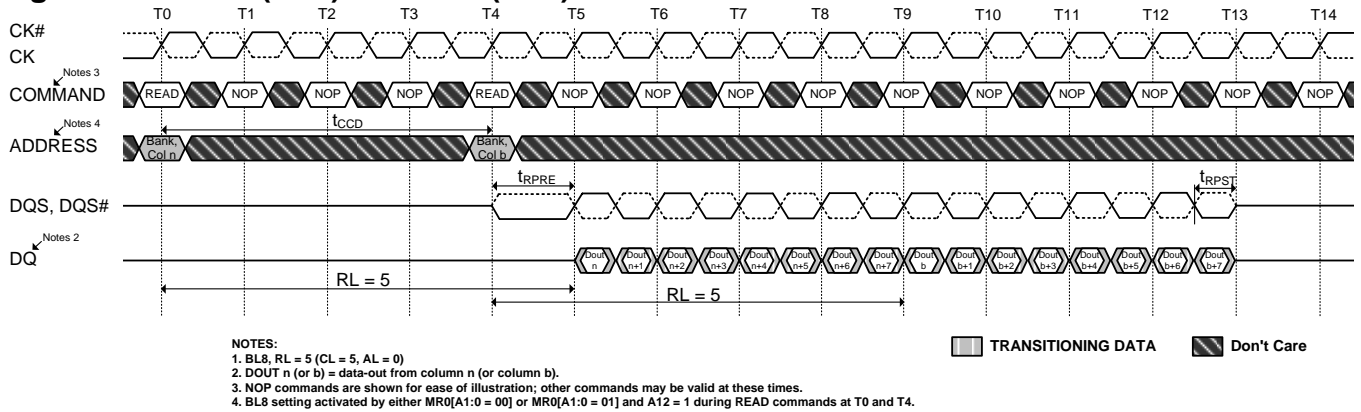 T0 T1 T2 T3 T4 T5 T6 T7 T8 T9 T10 T11 T12 T13 T14
CK#
CK
Notes 3
COMMAND READ NOP NOP NOP READ NOP NOP NOP NOP NOP NOP NOP NOP NOP NOP
Notes 4
tCCD
ADDRESS Bank, Col n Bank, Col b
tRPRE tRPST
DQS, DQS#
Notes 2
DQ Dout n Dout n+1 Dout n+2 Dout n+3 Dout n+4 Dout n+5 Dout n+6 Dout n+7 Dout b Dout b+1 Dout b+2 Dout b+3 Dout b+4 Dout b+5 Dout b+6 Dout b+7
RL = 5 RL = 5
NOTES:
1. BL8, RL = 5 (CL = 5, AL = 0)
2. DOUT n (or b) = data-out from column n (or column b).
3. NOP commands are shown for ease of illustration; other commands may be valid at these times.
4. BL8 setting activated by either MR0[A1:0 = 00] or MR0[A1:0 = 01] and A12 = 1 during READ commands at T0 and T4.
TRANSITIONING DATA Don't Care